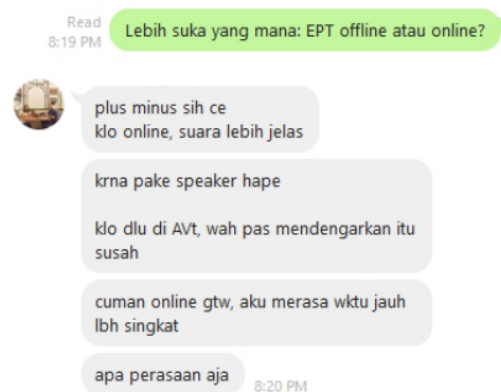 Read
8:19 PM
Lebih suka yang mana: EPT offline atau online?
plus minus sih ce
klo online, suara lebih jelas
krna pake speaker hape
klo dlu di AVt, wah pas mendengarkan itu
susah
cuman online gtw, aku merasa wktu jauh
lbh singkat
apa perasaan aja
8:20 PM